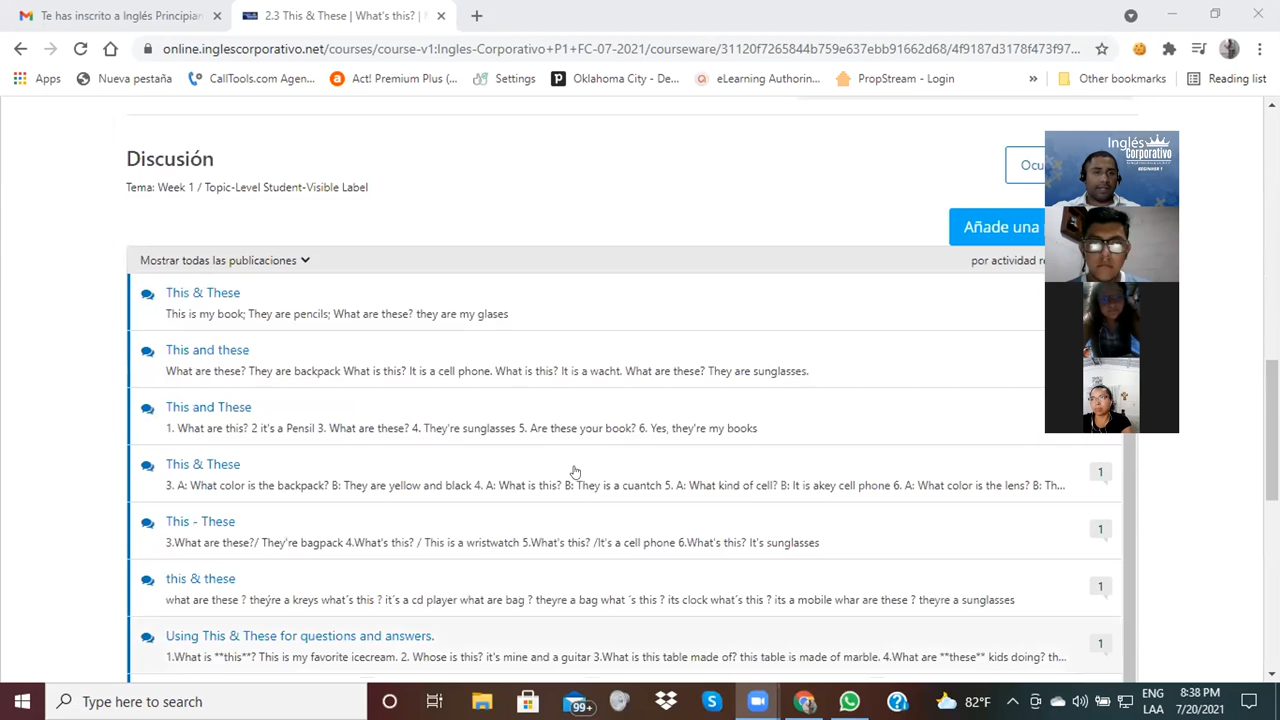 Te has inscrito a Inglés Principian
2.3 This & These | What's this? |
online.inglescorporativo.net/courses/course-v1:Ingles-Corporativo+P1+FC-07-2021/courseware/31120f7265844b759e637ebb91662d68/4f9187d3178f473f97...
Apps Nueva pestaña CallTools.com Agen... Act! Premium Plus (... Settings Oklahoma City - De... eLearning Authorin... PropStream - Login » Other bookmarks Reading list
Discusión
Ocu
Tema: Week 1 / Topic-Level Student-Visible Label
Añade una
Mostrar todas las publicaciones
por actividad re
This & These
This is my book; They are pencils; What are these? they are my glases
This and these
What are these? They are backpack What is this? It is a cell phone. What is this? It is a wacht. What are these? They are sunglasses.
This and These
1. What are this? 2 it's a Pensil 3. What are these? 4. They're sunglasses 5. Are these your book? 6. Yes, they're my books
This & These
1
3. A: What color is the backpack? B: They are yellow and black 4. A: What is this? B: They is a cuantch 5. A: What kind of cell? B: It is akey cell phone 6. A: What color is the lens? B: Th...
This - These
1
3.What are these?/ They're bagpack 4.What's this? / This is a wristwatch 5.What's this? /It's a cell phone 6.What's this? It's sunglasses
this & these
1
what are these ? theýre a kreys what´s this ? it´s a cd player what are bag ? theyre a bag what ´s this ? its clock what´s this ? its a mobile whar are these ? theyre a sunglasses
Using This & These for questions and answers.
1
1.What is **this**? This is my favorite icecream. 2. Whose is this? it's mine and a guitar 3.What is this table made of? this table is made of marble. 4.What are **these** kids doing? th...
Inglés
Corporativo
BEGINNER 1
Type here to search
99+
82°F
ENG
LAA
8:38 PM
7/20/2021